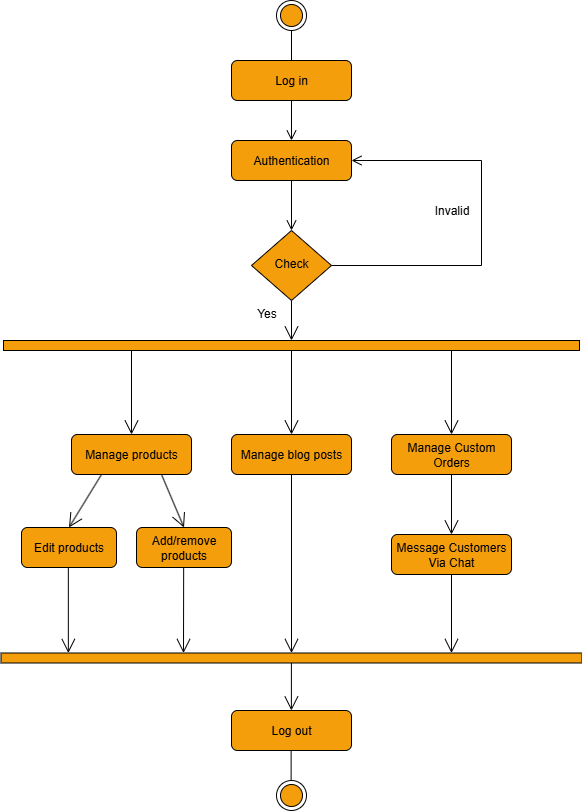 Log in
Authentication
Invalid
Check
Yes
Manage products
Manage blog posts
Manage Custom
Orders
Edit products
Add/remove
products
Message Customers
Via Chat
Log out